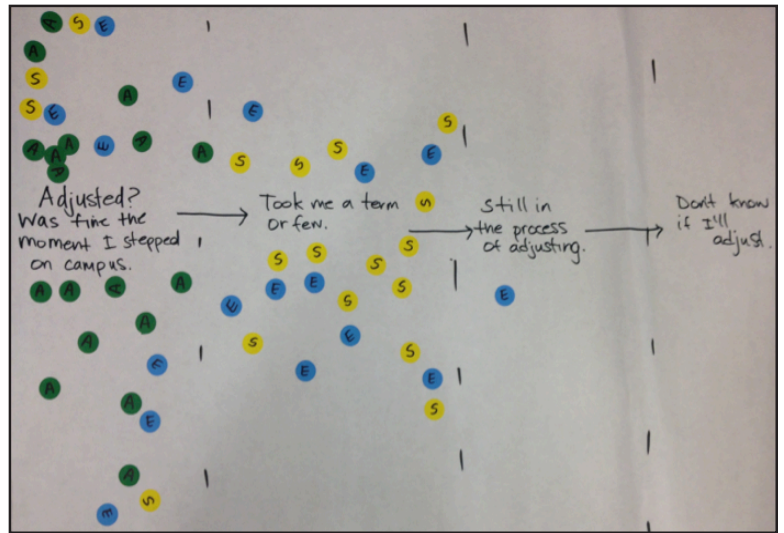 A S E
A
S
A E
S E E
S
A A A E A A S S S E E
A A
S
Adjusted?
Was fine the
moment I stepped
on campus.
Took me a term
or few.
Still in
the process
of adjusting.
Don't know
if I'll
adjust.
S S S S
A A A A E E E S S E
A E
A S S
E E E
A
A S
E
A
S
E